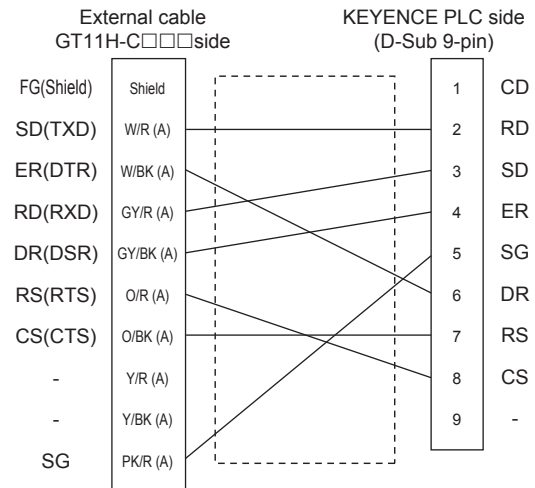 External cable KEYENCE PLC side
GT11H-C□□□side (D-Sub 9-pin)
FG(Shield) Shield 1 CD
SD(TXD) W/R (A) 2 RD
ER(DTR) W/BK (A) 3 SD
RD(RXD) GY/R (A) 4 ER
DR(DSR) GY/BK (A) 5 SG
RS(RTS) O/R (A) 6 DR
CS(CTS) O/BK (A) 7 RS
- Y/R (A) 8 CS
- Y/BK (A) 9 -
SG PK/R (A)